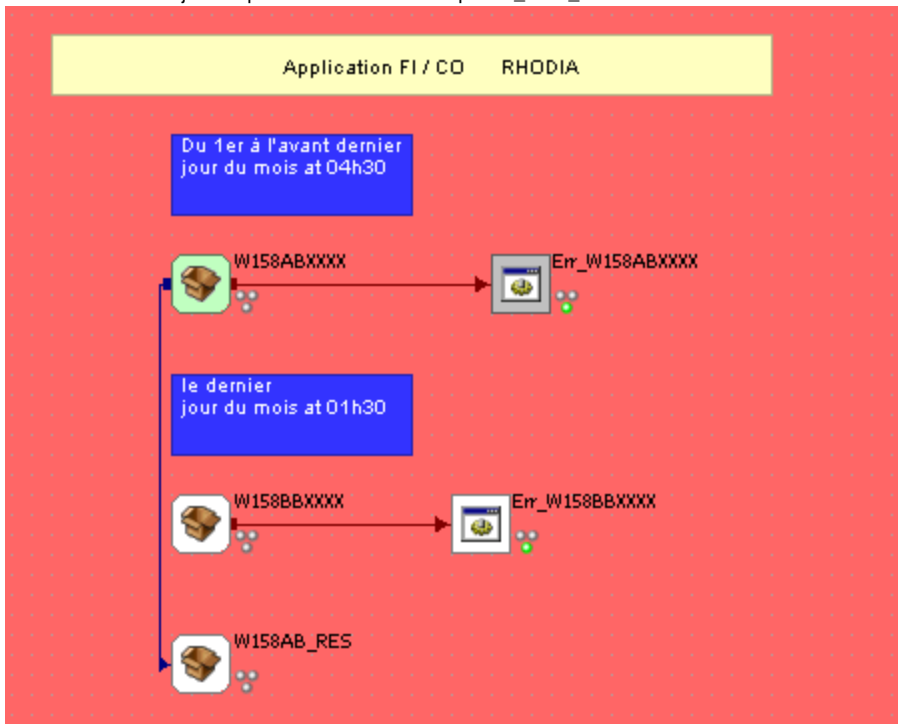 Application FI / CO RHODIA
Du 1er à l'avant dernier
jour du mois at 04h30
W158ABXXXX
Err_W158ABXXXX
le dernier
jour du mois at 01h30
W158BBXXXX
Err_W158BBXXXX
W158AB_RES